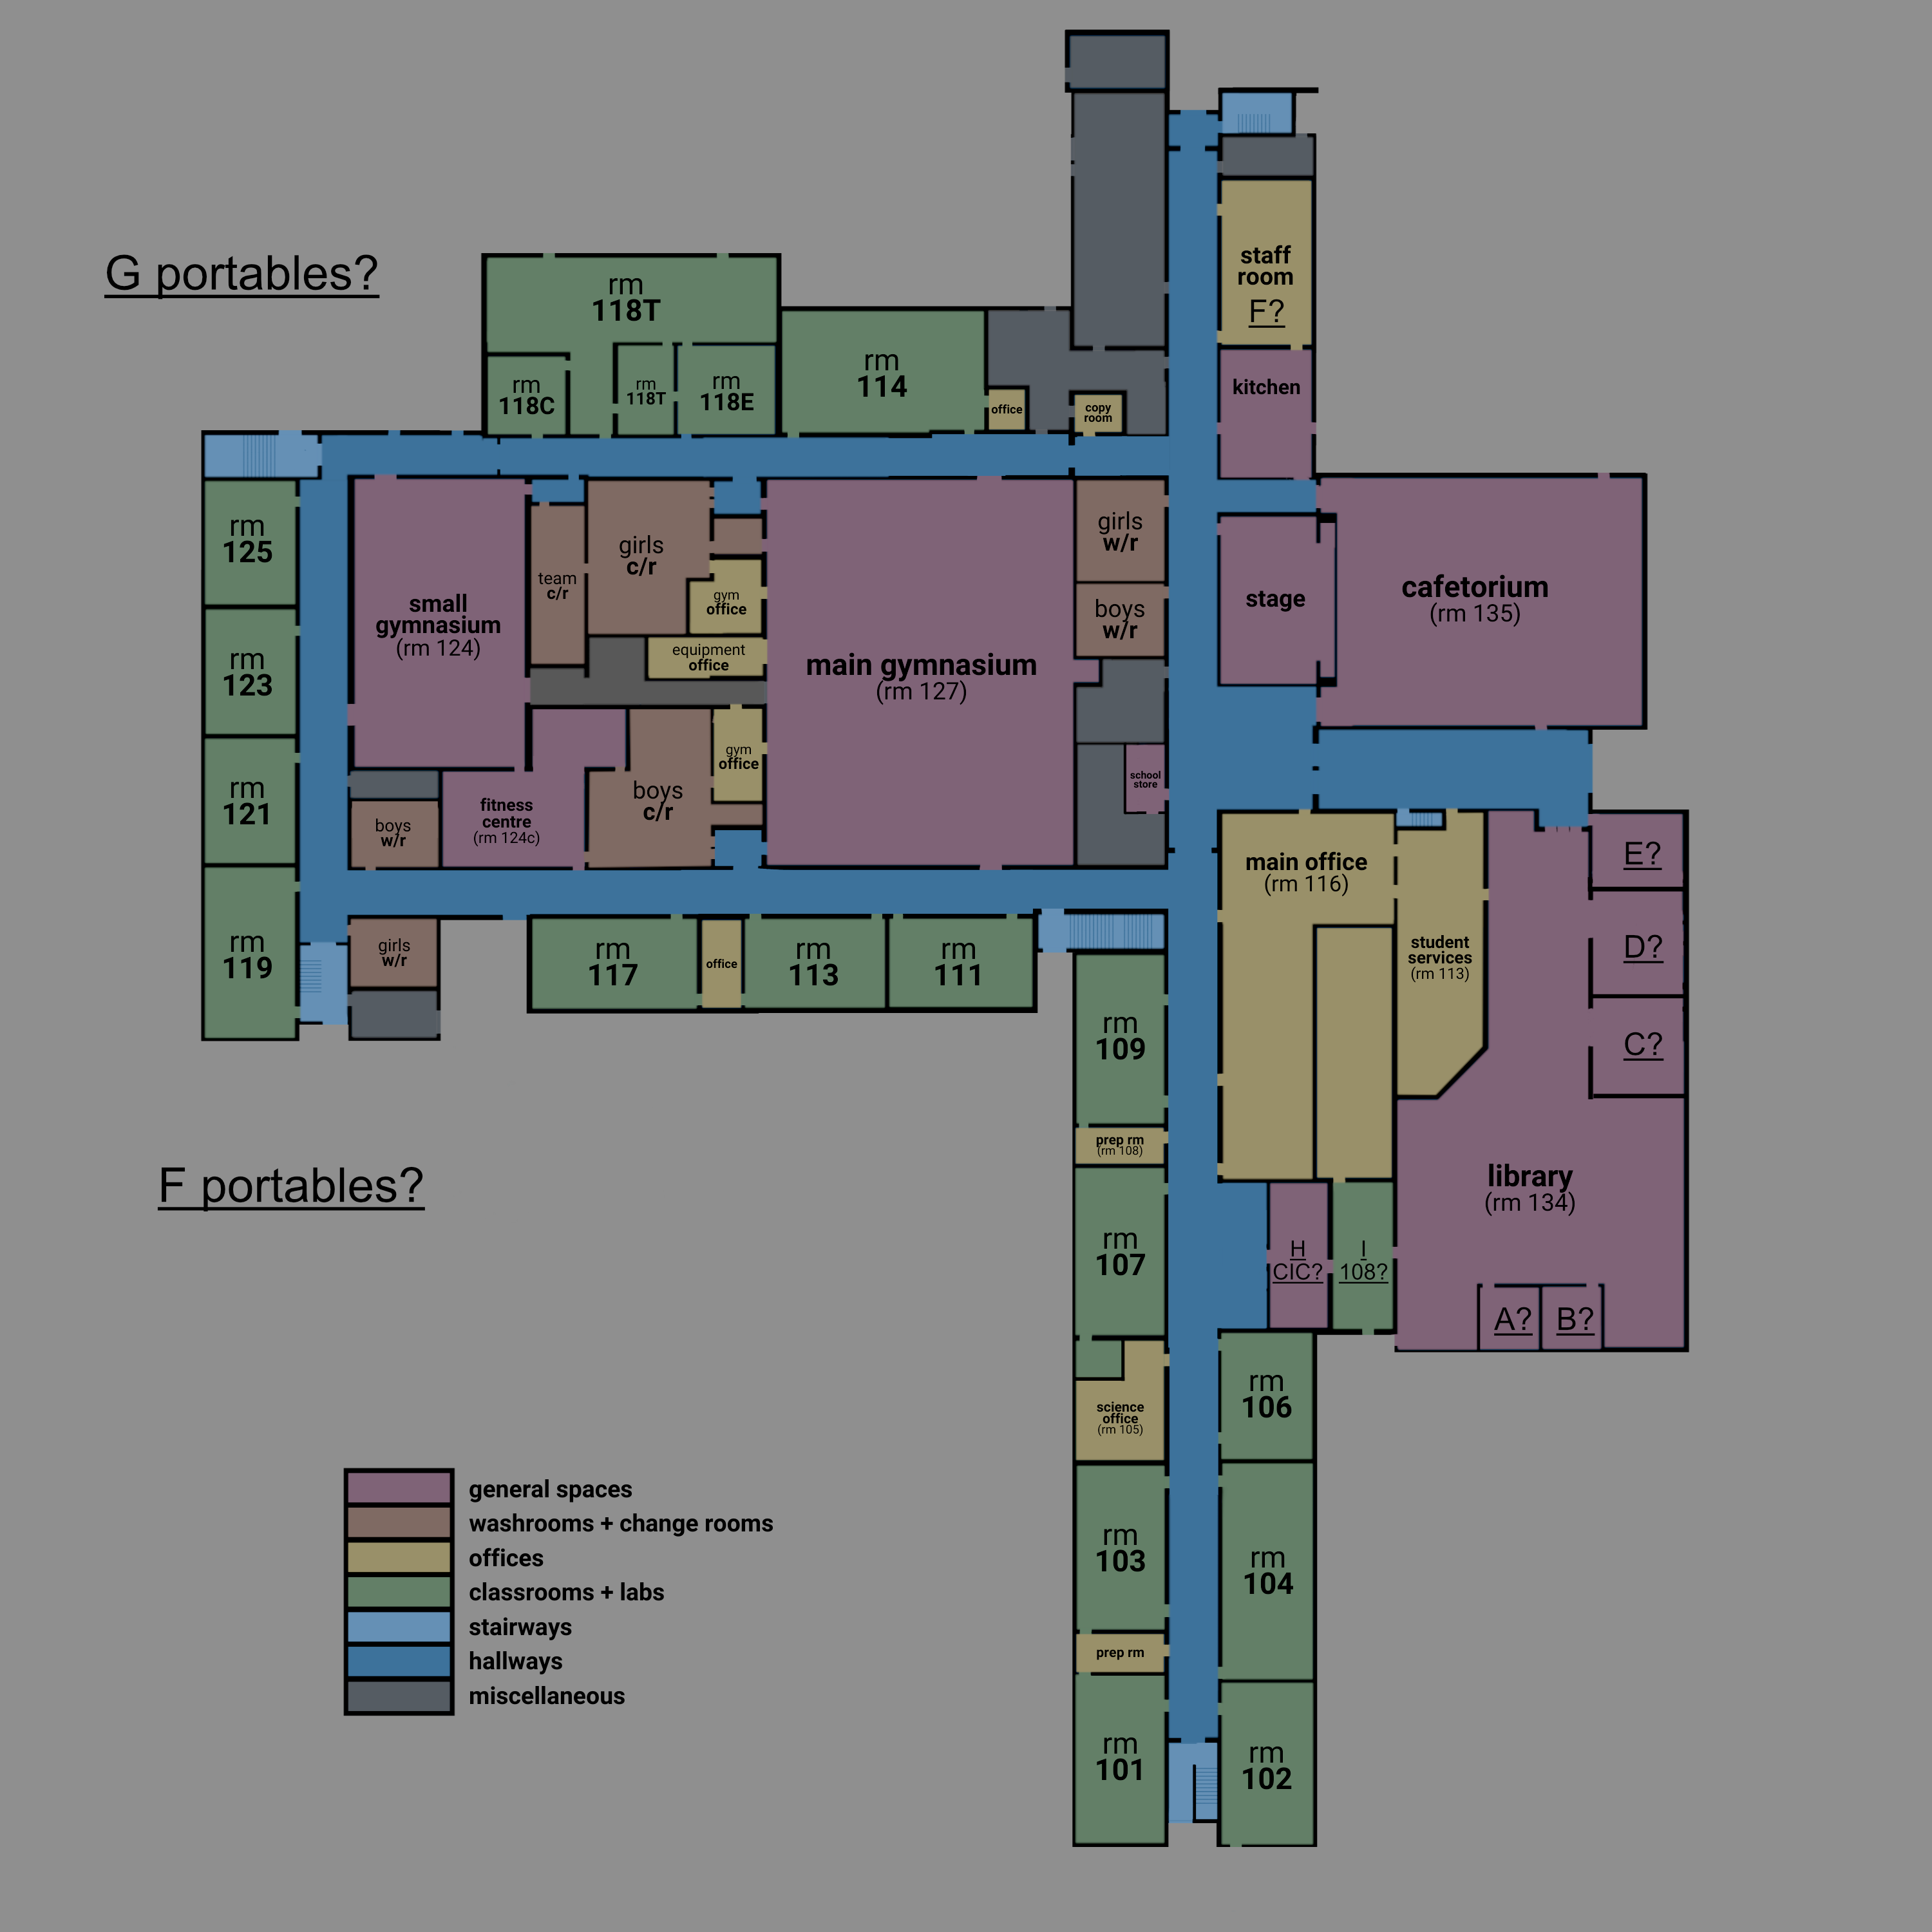 G portables?
staff
room
F?
kitchen
rm
118T
rm
118C
rm
118T
rm
118E
rm
114
office
copy
room
rm
125
rm
123
rm
121
rm
119
small
gymnasium
(rm 124)
team
c/r
girls
c/r
gym
office
equipment
office
main gymnasium
(rm 127)
girls
w/r
boys
w/r
stage
cafetorium
(rm 135)
boys
w/r
fitness
centre
(rm 124c)
boys
c/r
gym
office
school
store
girls
w/r
rm
117
office
rm
113
rm
111
main office
(rm 116)
student
services
(rm 113)
E?
D?
C?
rm
109
prep rm
(rm 108)
rm
107
F portables?
library
(rm 134)
H
CIC?
I
108?
A?
B?
science
office
(rm 105)
rm
106
rm
103
rm
104
prep rm
rm
101
rm
102
general spaces
washrooms + change rooms
offices
classrooms + labs
stairways
hallways
miscellaneous